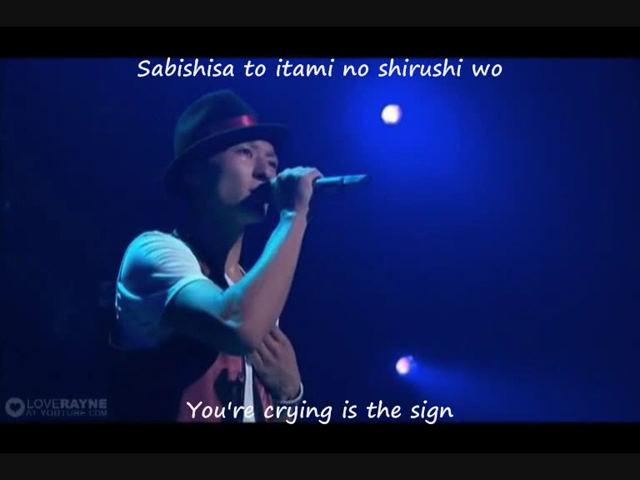 Sabishisa to itami no shirushi wo
You're crying is the sign
LOVERAYNE
AT YOUTUBE.COM